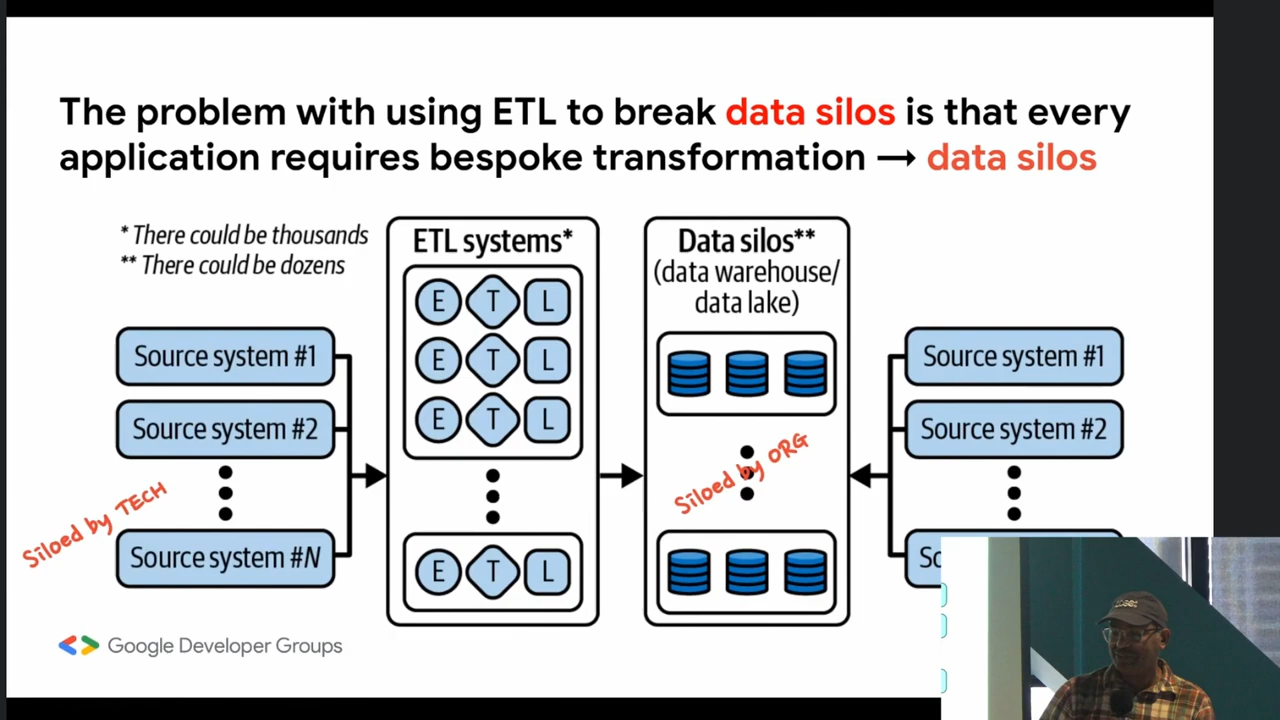 The problem with using ETL to break data silos is that every
application requires bespoke transformation → data silos
* There could be thousands
** There could be dozens
Source system #1
Source system #2
Source system #N
Siloed by TECH
ETL systems*
E T L
E T L
E T L
E T L
Data silos**
(data warehouse/
data lake)
Siloed by ORG
Source system #1
Source system #2
So
Google Developer Groups